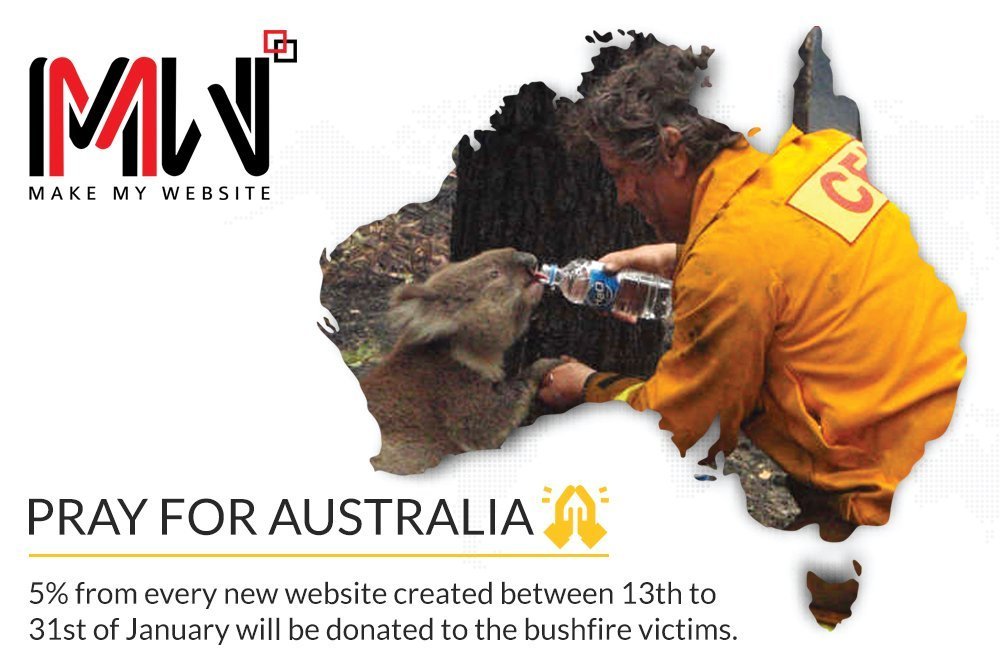 MW
MAKE MY WEBSITE
CF
PRAY FOR AUSTRALIA
5% from every new website created between 13th to
31st of January will be donated to the bushfire victims.